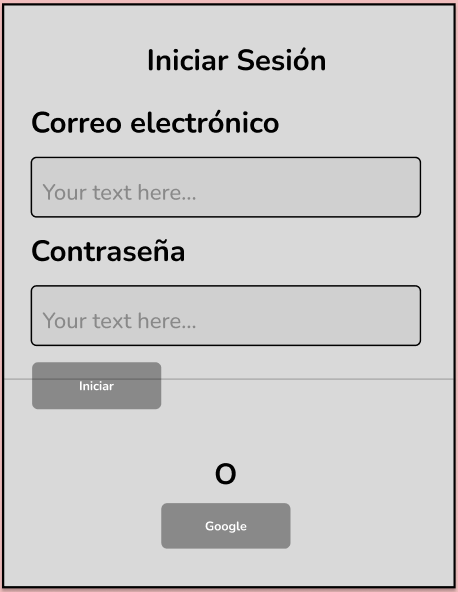 Iniciar Sesión
Correo electrónico
Your text here...
Contraseña
Your text here...
Iniciar
O
Google